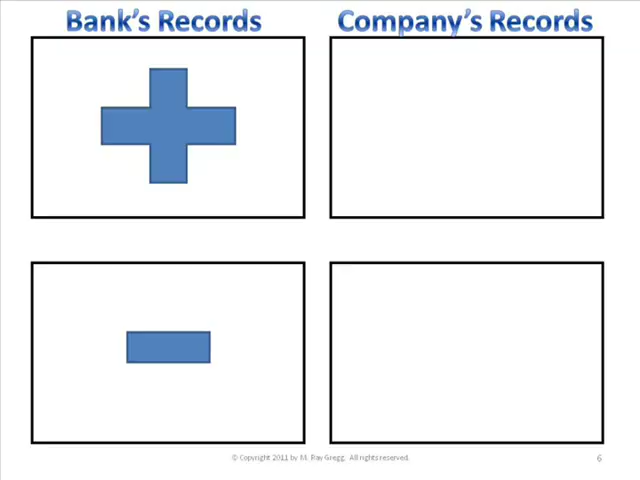 Bank's Records
Company's Records
© Copyright 2011 by M. Ray Gregg. All rights reserved.
6